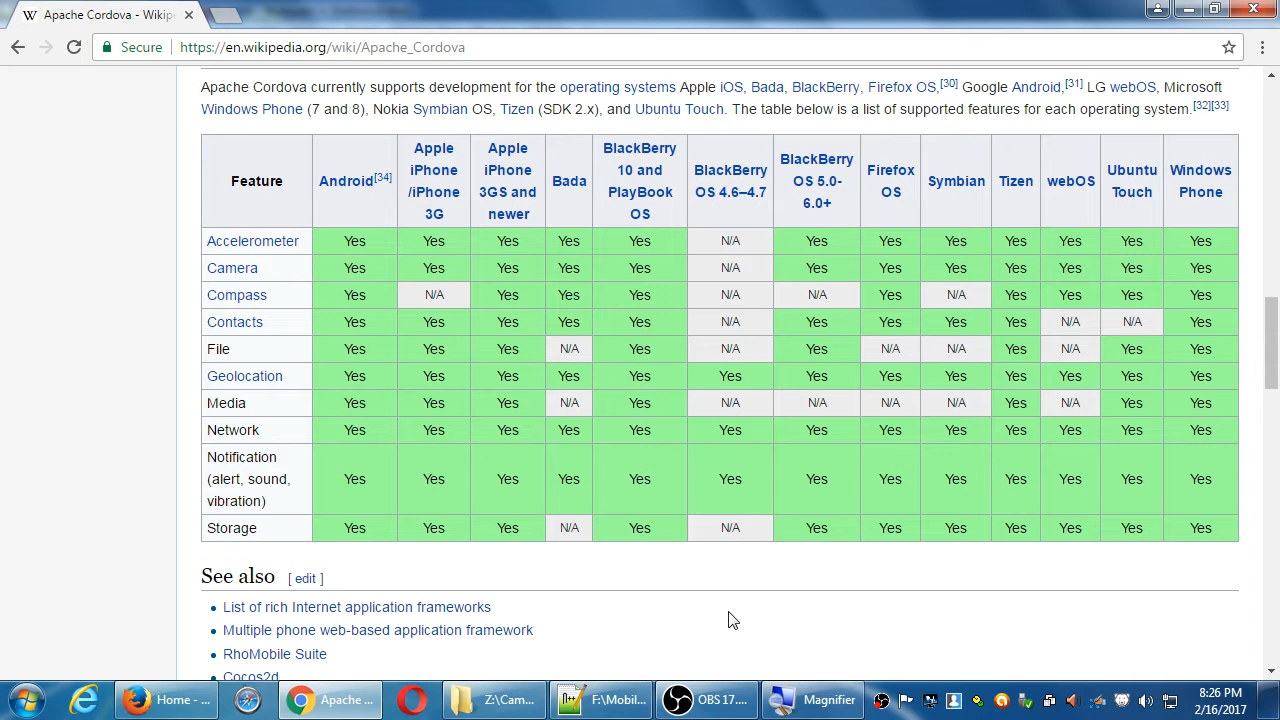 Apache Cordova - Wikip
Secure
https://en.wikipedia.org/wiki/Apache_Cordova
Apache Cordova currently supports development for the operating systems Apple iOS, Bada, BlackBerry, Firefox OS,[30] Google Android,[31] LG webOS, Microsoft
Windows Phone (7 and 8), Nokia Symbian OS, Tizen (SDK 2.x), and Ubuntu Touch. The table below is a list of supported features for each operating system.[32][33]
Feature Android[34] Apple iPhone /iPhone 3G Apple iPhone 3GS and newer Bada BlackBerry 10 and PlayBook OS BlackBerry OS 4.6–4.7 BlackBerry OS 5.0-6.0+ Firefox OS Symbian Tizen webOS Ubuntu Touch Windows Phone
Accelerometer Yes Yes Yes Yes Yes N/A Yes Yes Yes Yes Yes Yes Yes
Camera Yes Yes Yes Yes Yes N/A Yes Yes Yes Yes Yes Yes Yes
Compass Yes N/A Yes Yes Yes N/A N/A Yes N/A Yes Yes Yes Yes
Contacts Yes Yes Yes Yes Yes N/A Yes Yes Yes Yes N/A N/A Yes
File Yes Yes Yes N/A Yes N/A Yes N/A N/A Yes N/A Yes Yes
Geolocation Yes Yes Yes Yes Yes Yes Yes Yes Yes Yes Yes Yes Yes
Media Yes Yes Yes N/A Yes N/A N/A N/A N/A Yes N/A Yes Yes
Network Yes Yes Yes Yes Yes Yes Yes Yes Yes Yes Yes Yes Yes
Notification (alert, sound, vibration) Yes Yes Yes Yes Yes Yes Yes Yes Yes Yes Yes Yes Yes
Storage Yes Yes Yes N/A Yes N/A Yes Yes Yes Yes Yes Yes Yes
See also [ edit ]
List of rich Internet application frameworks
Multiple phone web-based application framework
RhoMobile Suite
Cocos2d
Home - ... Apache ... Z:\Cam... F:\Mobil... OBS 17.... Magnifier
8:26 PM
2/16/2017